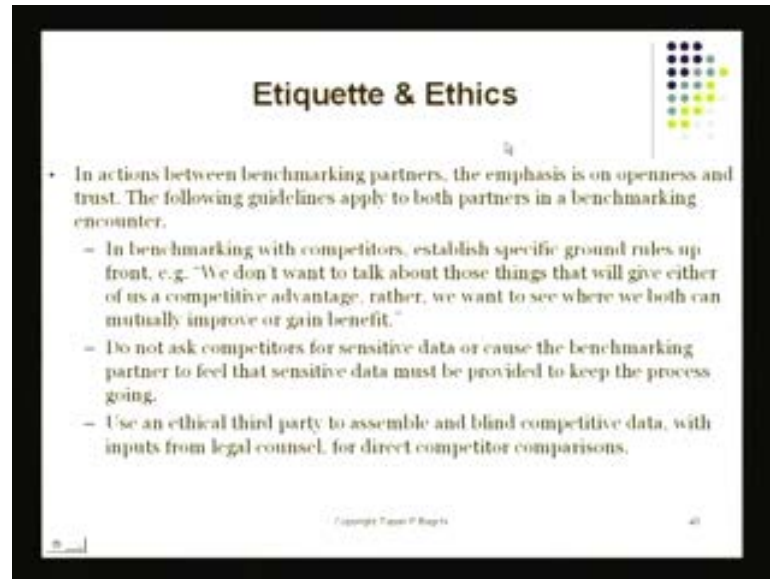 Etiquette & Ethics
• In actions between benchmarking partners, the emphasis is on openness and
trust. The following guidelines apply to both partners in a benchmarking
encounter.
– In benchmarking with competitors, establish specific ground rules up
front, e.g. "We don't want to talk about those things that will give either
of us a competitive advantage, rather, we want to see where we both can
mutually improve or gain benefit."
– Do not ask competitors for sensitive data or cause the benchmarking
partner to feel that sensitive data must be provided to keep the process
going.
– Use an ethical third party to assemble and blind competitive data, with
inputs from legal counsel, for direct competitor comparisons.
Copyright